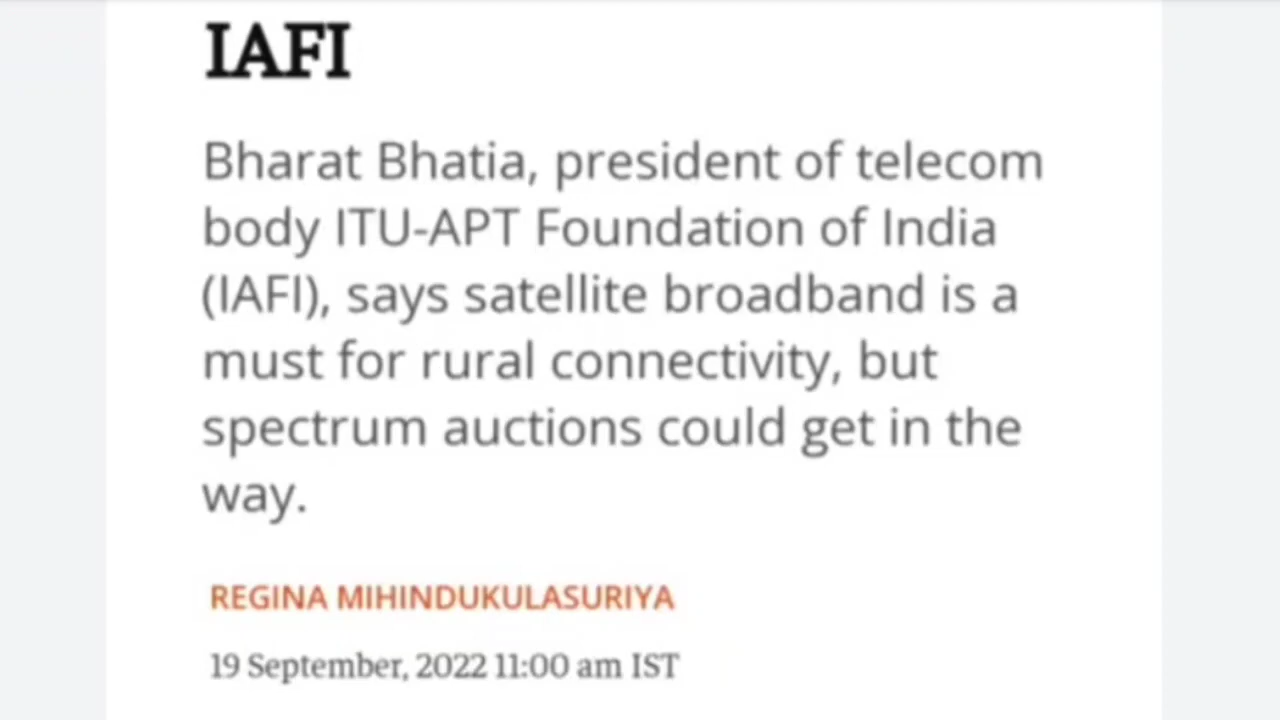 IAFI
Bharat Bhatia, president of telecom
body ITU-APT Foundation of India
(IAFI), says satellite broadband is a
must for rural connectivity, but
spectrum auctions could get in the
way.
REGINA MIHINDUKULASURIYA
19 September, 2022 11:00 am IST